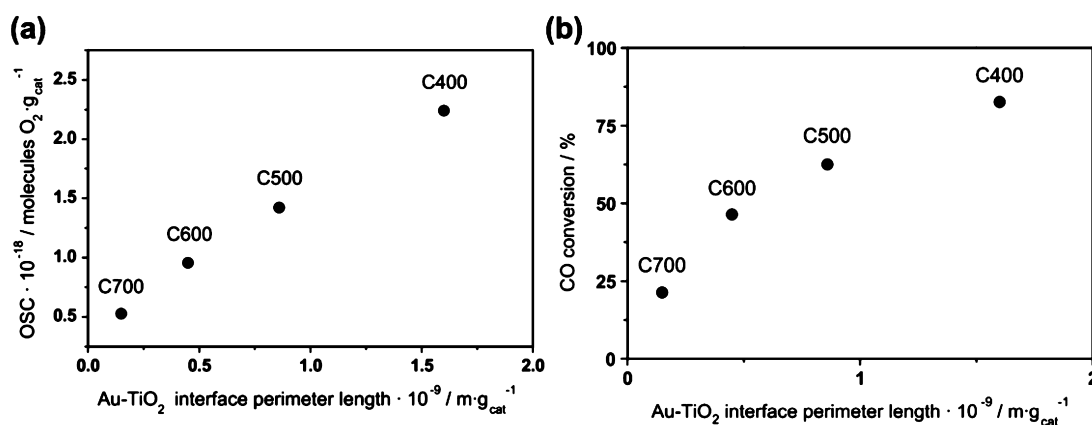 (a)
OSC · 10⁻¹⁸ / molecules O₂·g_cat⁻¹
2.5
2.0
1.5
1.0
0.5
C400
C500
C600
C700
0.0 0.5 1.0 1.5 2.0
Au-TiO₂ interface perimeter length · 10⁻⁹ / m·g_cat⁻¹
(b)
CO conversion / %
100
75
50
25
0
C400
C500
C600
C700
0 1 2
Au-TiO₂ interface perimeter length · 10⁻⁹ / m·g_cat⁻¹